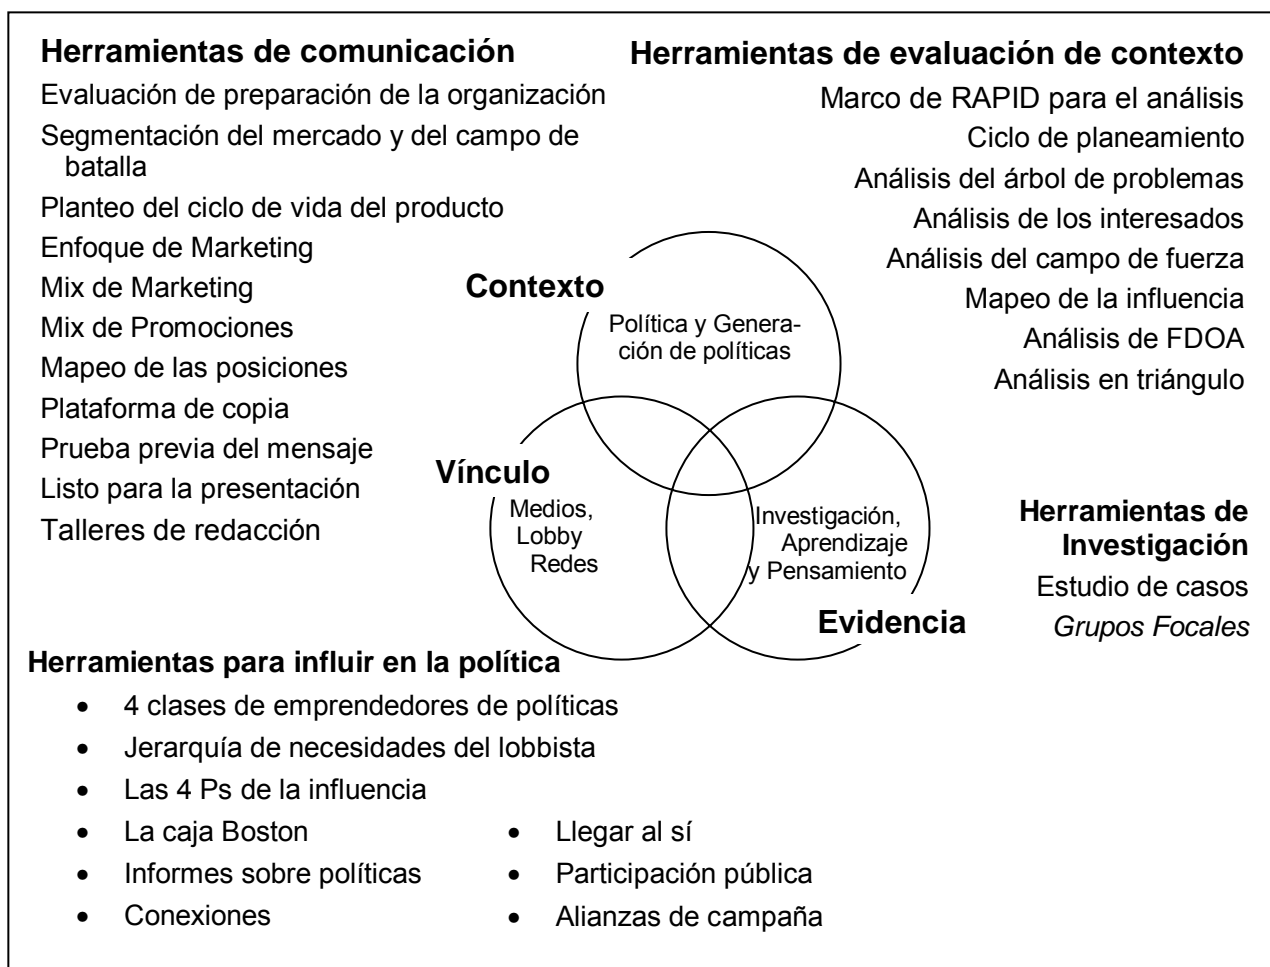 Herramientas de comunicación
Evaluación de preparación de la organización
Segmentación del mercado y del campo de
batalla
Planteo del ciclo de vida del producto
Enfoque de Marketing
Mix de Marketing
Mix de Promociones
Mapeo de las posiciones
Plataforma de copia
Prueba previa del mensaje
Listo para la presentación
Talleres de redacción
Herramientas de evaluación de contexto
Marco de RAPID para el análisis
Ciclo de planeamiento
Análisis del árbol de problemas
Análisis de los interesados
Análisis del campo de fuerza
Mapeo de la influencia
Análisis de FDOA
Análisis en triángulo
Contexto
Política y Genera-
ción de políticas
Vínculo
Medios,
Lobby
Redes
Investigación,
Aprendizaje
y Pensamiento
Evidencia
Herramientas de
Investigación
Estudio de casos
Grupos Focales
Herramientas para influir en la política
• 4 clases de emprendedores de políticas
• Jerarquía de necesidades del lobbista
• Las 4 Ps de la influencia
• La caja Boston
• Informes sobre políticas
• Conexiones
• Llegar al sí
• Participación pública
• Alianzas de campaña